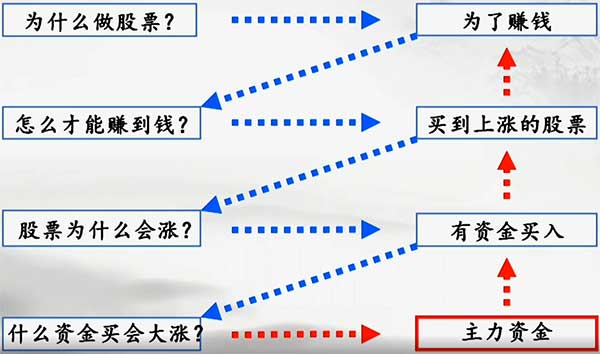 为什么做股票？
为了赚钱
怎么才能赚到钱？
买到上涨的股票
股票为什么会涨？
有资金买入
什么资金买会大涨？
主力资金